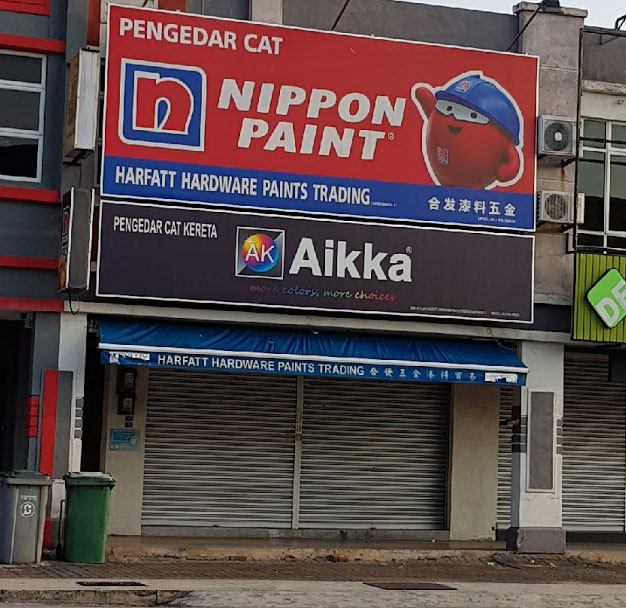 PENGEDAR CAT
n
NIPPON
PAINT®
HARFATT HARDWARE PAINTS TRADING
合发漆料五金
PENGEDAR CAT KERETA
AK
Aikka®
more colors, more choices
HARFATT HARDWARE PAINTS TRADING
DE